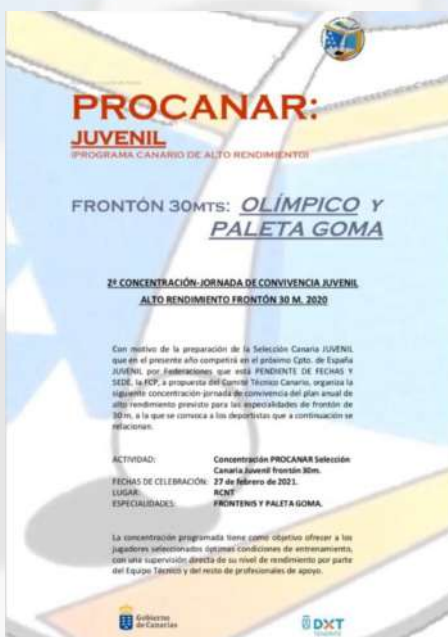 PROCANAR:
JUVENIL
(PROGRAMA CANARIO DE ALTO RENDIMIENTO)
FRONTÓN 30MTS: OLÍMPICO Y
PALETA GOMA
2º CONCENTRACIÓN-JORNADA DE CONVIVENCIA JUVENIL
ALTO RENDIMIENTO FRONTÓN 30 M. 2020
Con motivo de la preparación de la Selección Canaria JUVENIL
que en el presente año competirá en el próximo Cpto. de España
JUVENIL por Federaciones que está PENDIENTE DE FECHAS Y
SEDE, la FCP, a propuesta del Comité Técnico Canario, organiza la
siguiente concentración-jornada de convivencia del plan anual de
alto rendimiento previsto para las especialidades de frontón de
30 m, a la que se convoca a los deportistas que a continuación se
relacionan.
ACTIVIDAD: Concentración PROCANAR Selección
Canaria Juvenil frontón 30m.
FECHAS DE CELEBRACIÓN: 27 de febrero de 2021.
LUGAR: RCNT
ESPECIALIDADES: FRONTENIS Y PALETA GOMA.
La concentración programada tiene como objetivo ofrecer a los
jugadores seleccionados óptimas condiciones de entrenamiento,
con una supervisión directa de su nivel de rendimiento por parte
del Equipo Técnico y del resto de profesionales de apoyo.
Gobierno
de Canarias
DXT